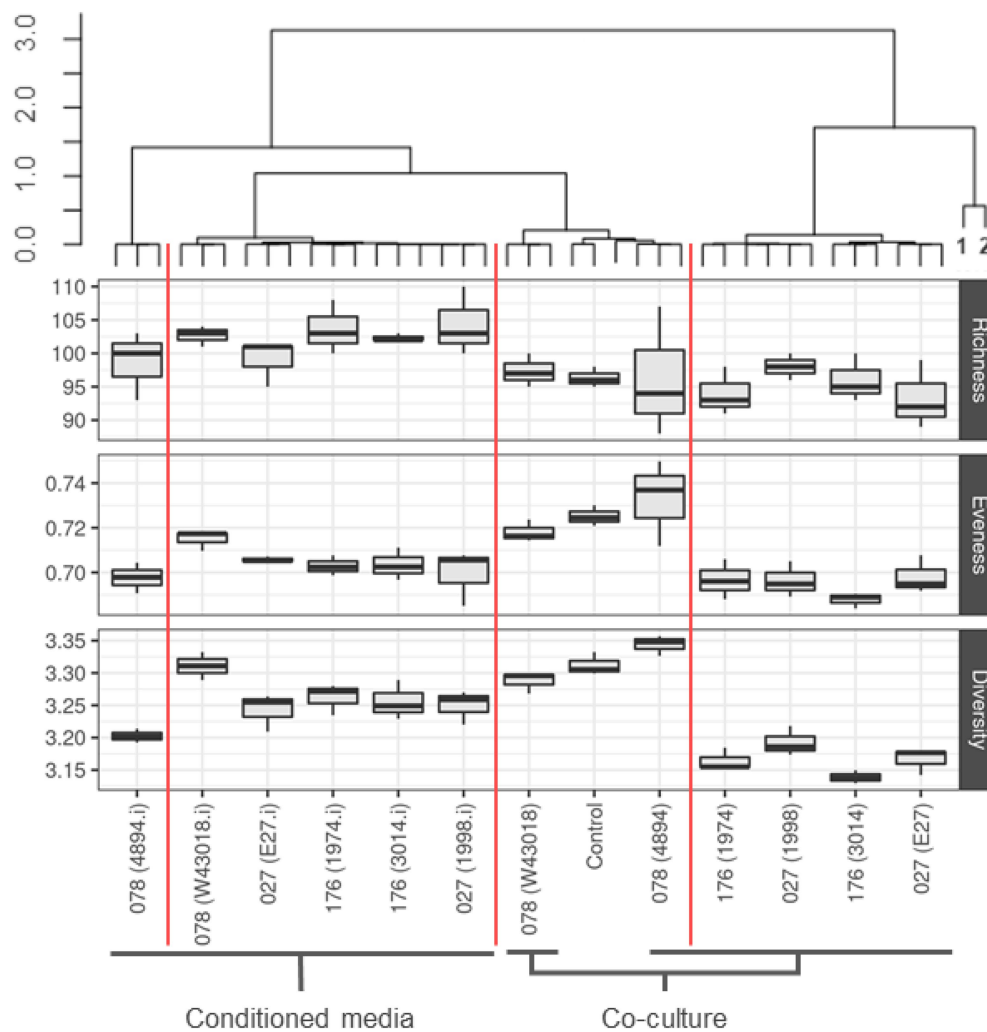 3.0
2.0
1.0
0.0
1 2
110
105
100
95
90
Richness
0.74
0.72
0.70
Eveness
3.35
3.30
3.25
3.20
3.15
Diversity
078 (4894.i)
078 (W43018.i)
027 (E27.i)
176 (1974.i)
176 (3014.i)
027 (1998.i)
078 (W43018)
Control
078 (4894)
176 (1974)
027 (1998)
176 (3014)
027 (E27)
Conditioned media
Co-culture